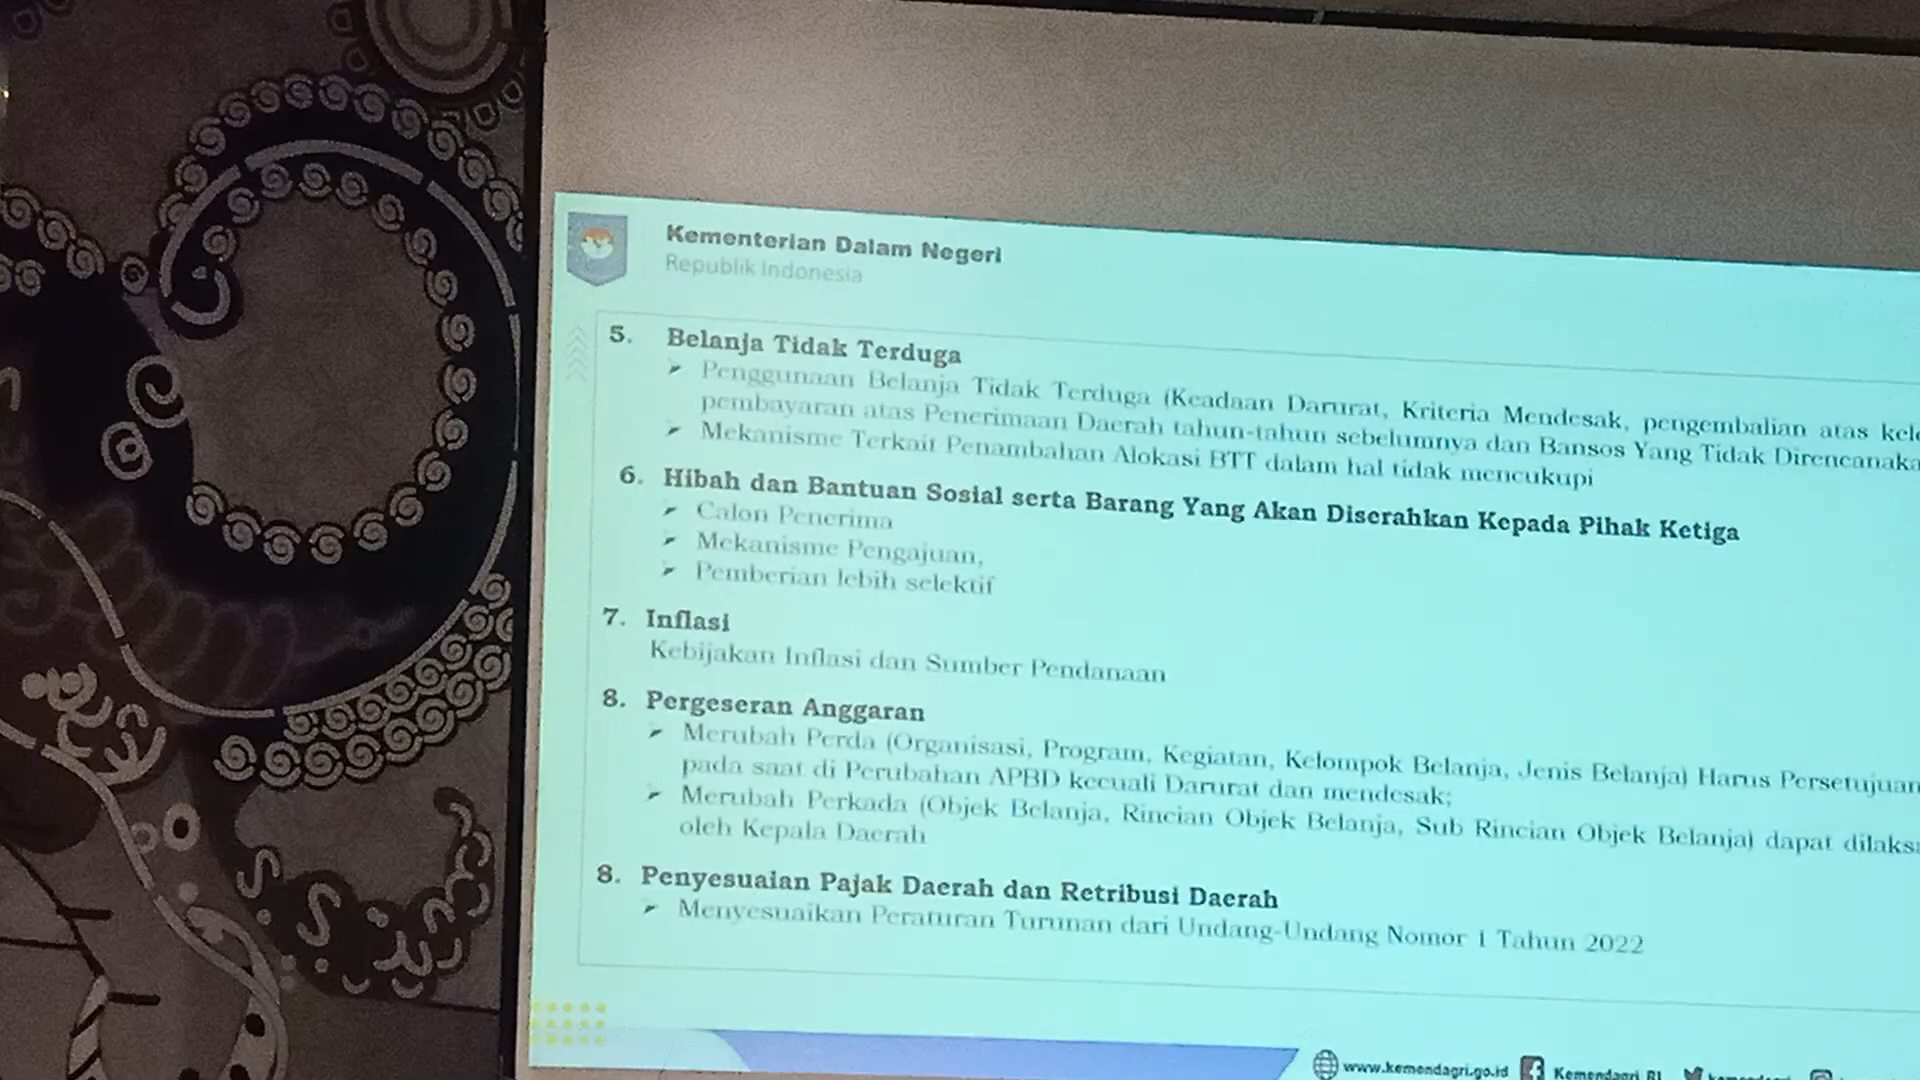 Kementerian Dalam Negeri
Republik Indonesia
5. Belanja Tidak Terduga
➤ Penggunaan Belanja Tidak Terduga (Keadaan Darurat, Kriteria Mendesak, pengembalian atas
pembayaran atas Penerimaan Daerah tahun-tahun sebelumnya dan Bansos Yang Tidak
➤ Mekanisme Terkait Penambahan Alokasi BTT dalam hal tidak mencukupi
6. Hibah dan Bantuan Sosial serta Barang Yang Akan Diserahkan Kepada Pihak Ketiga
➤ Calon Penerima
➤ Mekanisme Pengajuan,
➤ Pemberian lebih selektif
7. Inflasi
Kebijakan Inflasi dan Sumber Pendanaan
8. Pergeseran Anggaran
➤ Merubah Perda (Organisasi, Program, Kegiatan, Kelompok Belanja, Jenis Belanja) Harus Persetujuan
pada saat di Perubahan APBD kecuali Darurat dan mendesak;
➤ Merubah Perkada (Objek Belanja, Rincian Objek Belanja, Sub Rincian Objek Belanja) dapat
oleh Kepala Daerah
8. Penyesuaian Pajak Daerah dan Retribusi Daerah
➤ Menyesuaikan Peraturan Turunan dari Undang-Undang Nomor 1 Tahun 2022
www.kemendagri.go.id Kemendagri RI